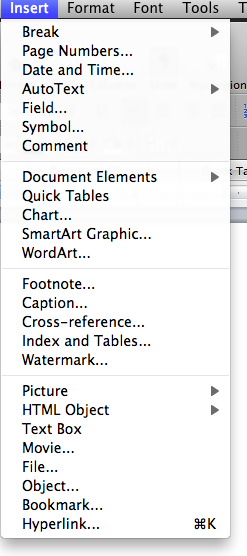 Insert Format Font Tools T
Break
Page Numbers...
Date and Time...
AutoText
Field...
Symbol...
Comment
Document Elements
Quick Tables
Chart...
SmartArt Graphic...
WordArt...
Footnote...
Caption...
Cross-reference...
Index and Tables...
Watermark...
Picture
HTML Object
Text Box
Movie...
File...
Object...
Bookmark...
Hyperlink... ⌘K